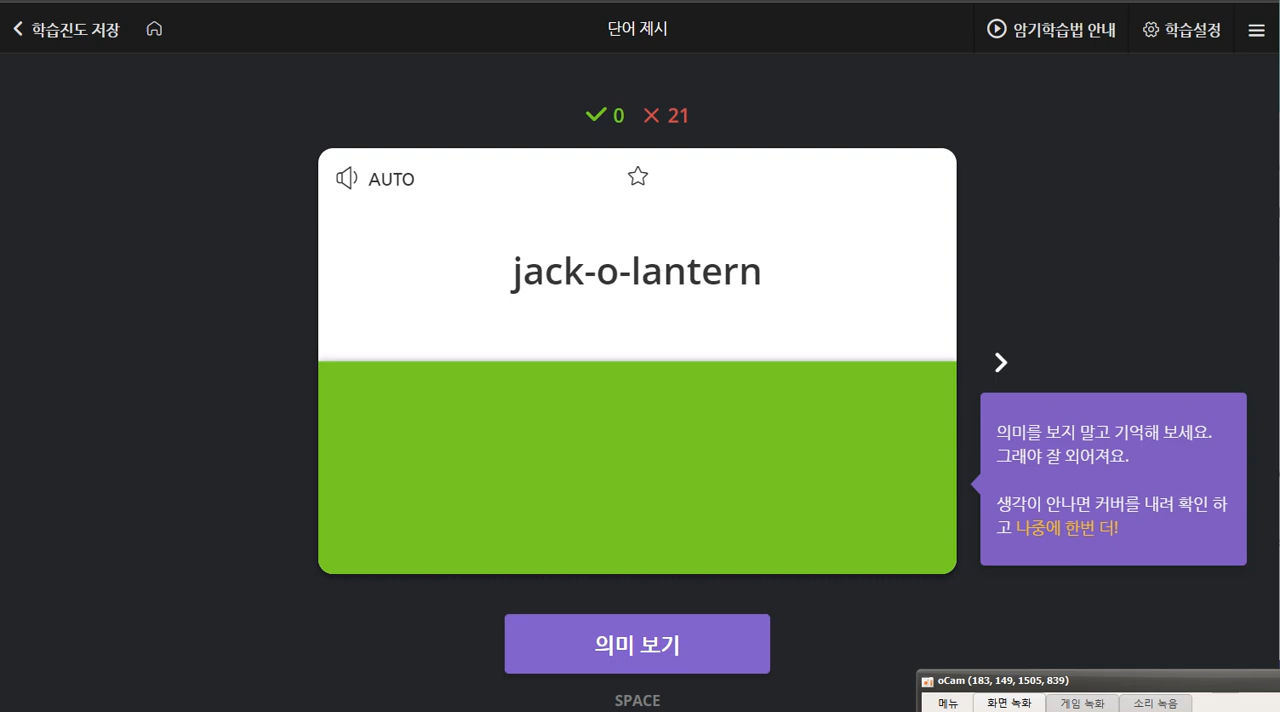 학습진도 저장
단어 제시
암기학습법 안내
학습설정
0 21
AUTO
jack-o-lantern
의미를 보지 말고 기억해 보세요.
그래야 잘 외어져요.
생각이 안나면 커버를 내려 확인 하
고 나중에 한번 더!
의미 보기
SPACE
oCam (183, 149, 1505, 839)
메뉴 화면 녹화 게임 녹화 소리 녹음